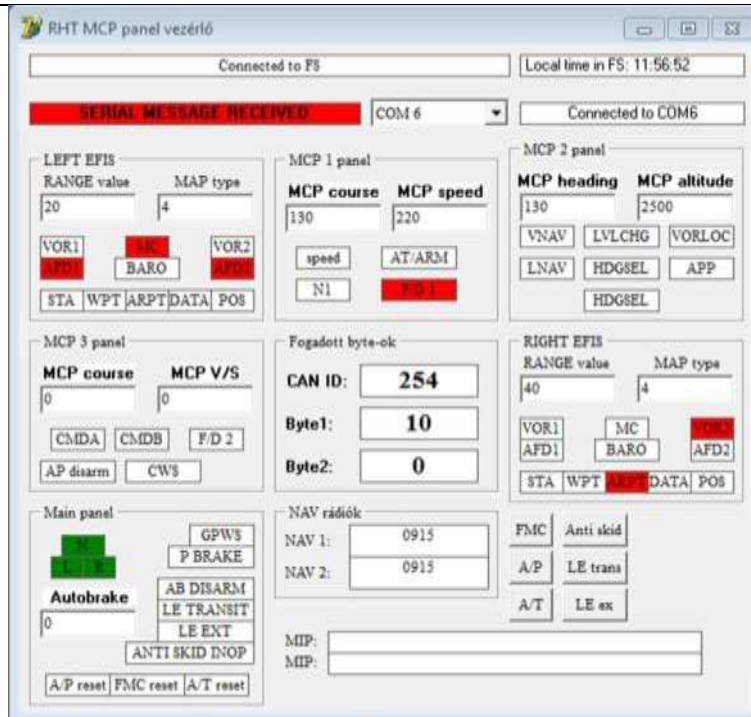 RHT MCP panel vezérlő
Connected to FS
Local time in FS: 11:56:52
SERIAL MESSAGE RECEIVED
COM 6
Connected to COM6
LEFT EFIS
RANGE value MAP type
20 4
VOR1 MC VOR2
AFD1 BARO AFD2
STA WPT ARPT DATA POS
MCP 1 panel
MCP course MCP speed
130 220
speed AT/ARM
N1 F/D 1
MCP 2 panel
MCP heading MCP altitude
130 2500
VNAV LVLCHG VORLOC
LNAV HDGSEL APP
HDGSEL
MCP 3 panel
MCP course MCP V/S
0 0
CMDA CMDB F/D 2
AP disarm CWS
Fogadott byte-ok
CAN ID: 254
Byte1: 10
Byte2: 0
RIGHT EFIS
RANGE value MAP type
40 4
VOR1 MC VOR2
AFD1 BARO AFD2
STA WPT ARPT DATA POS
Main panel
N
L R
GPWS
P BRAKE
Autobrake
0
AB DISARM
LE TRANSIT
LE EXT
ANTI SKID INOP
A/P reset FMC reset A/T reset
NAV rádiók
NAV 1: 0915
NAV 2: 0915
FMC Anti skid
A/P LE trans
A/T LE ex
MIP:
MIP: